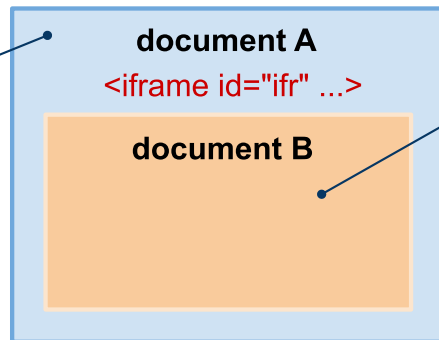 document A
<iframe id="ifr" ...>
document B